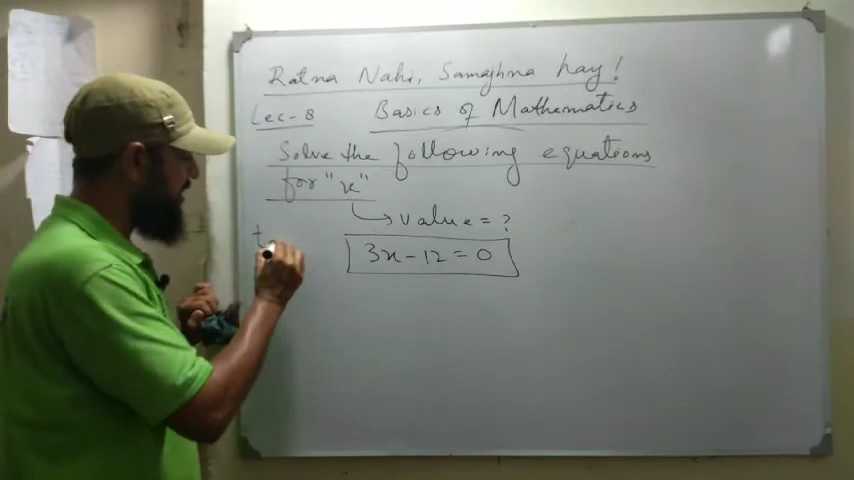 Ratna Nahi, Samajhna hay!
Lec-8 Basics of Mathematics
Solve the following equations
for "x"
value = ?
3x - 12 = 0